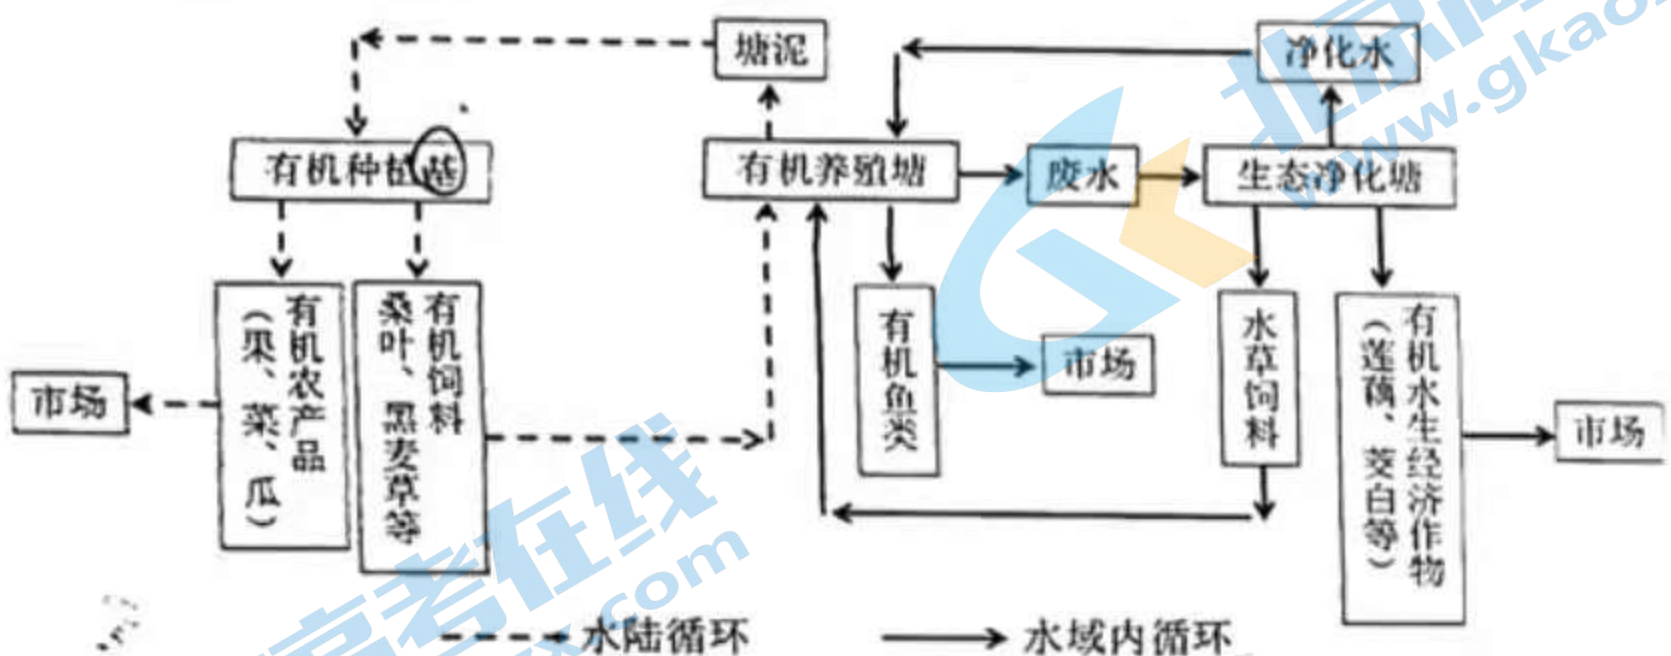 塘泥
净化水
有机种植基
有机养殖塘
废水
生态净化塘
市场
有机农产品
（果、菜、瓜）
有机饲料
桑叶、黑麦草等
有机鱼类
市场
水草饲料
有机水生经济作物
（莲藕、茭白等）
市场
水陆循环
水域内循环
高考在线
www.gkao
.com